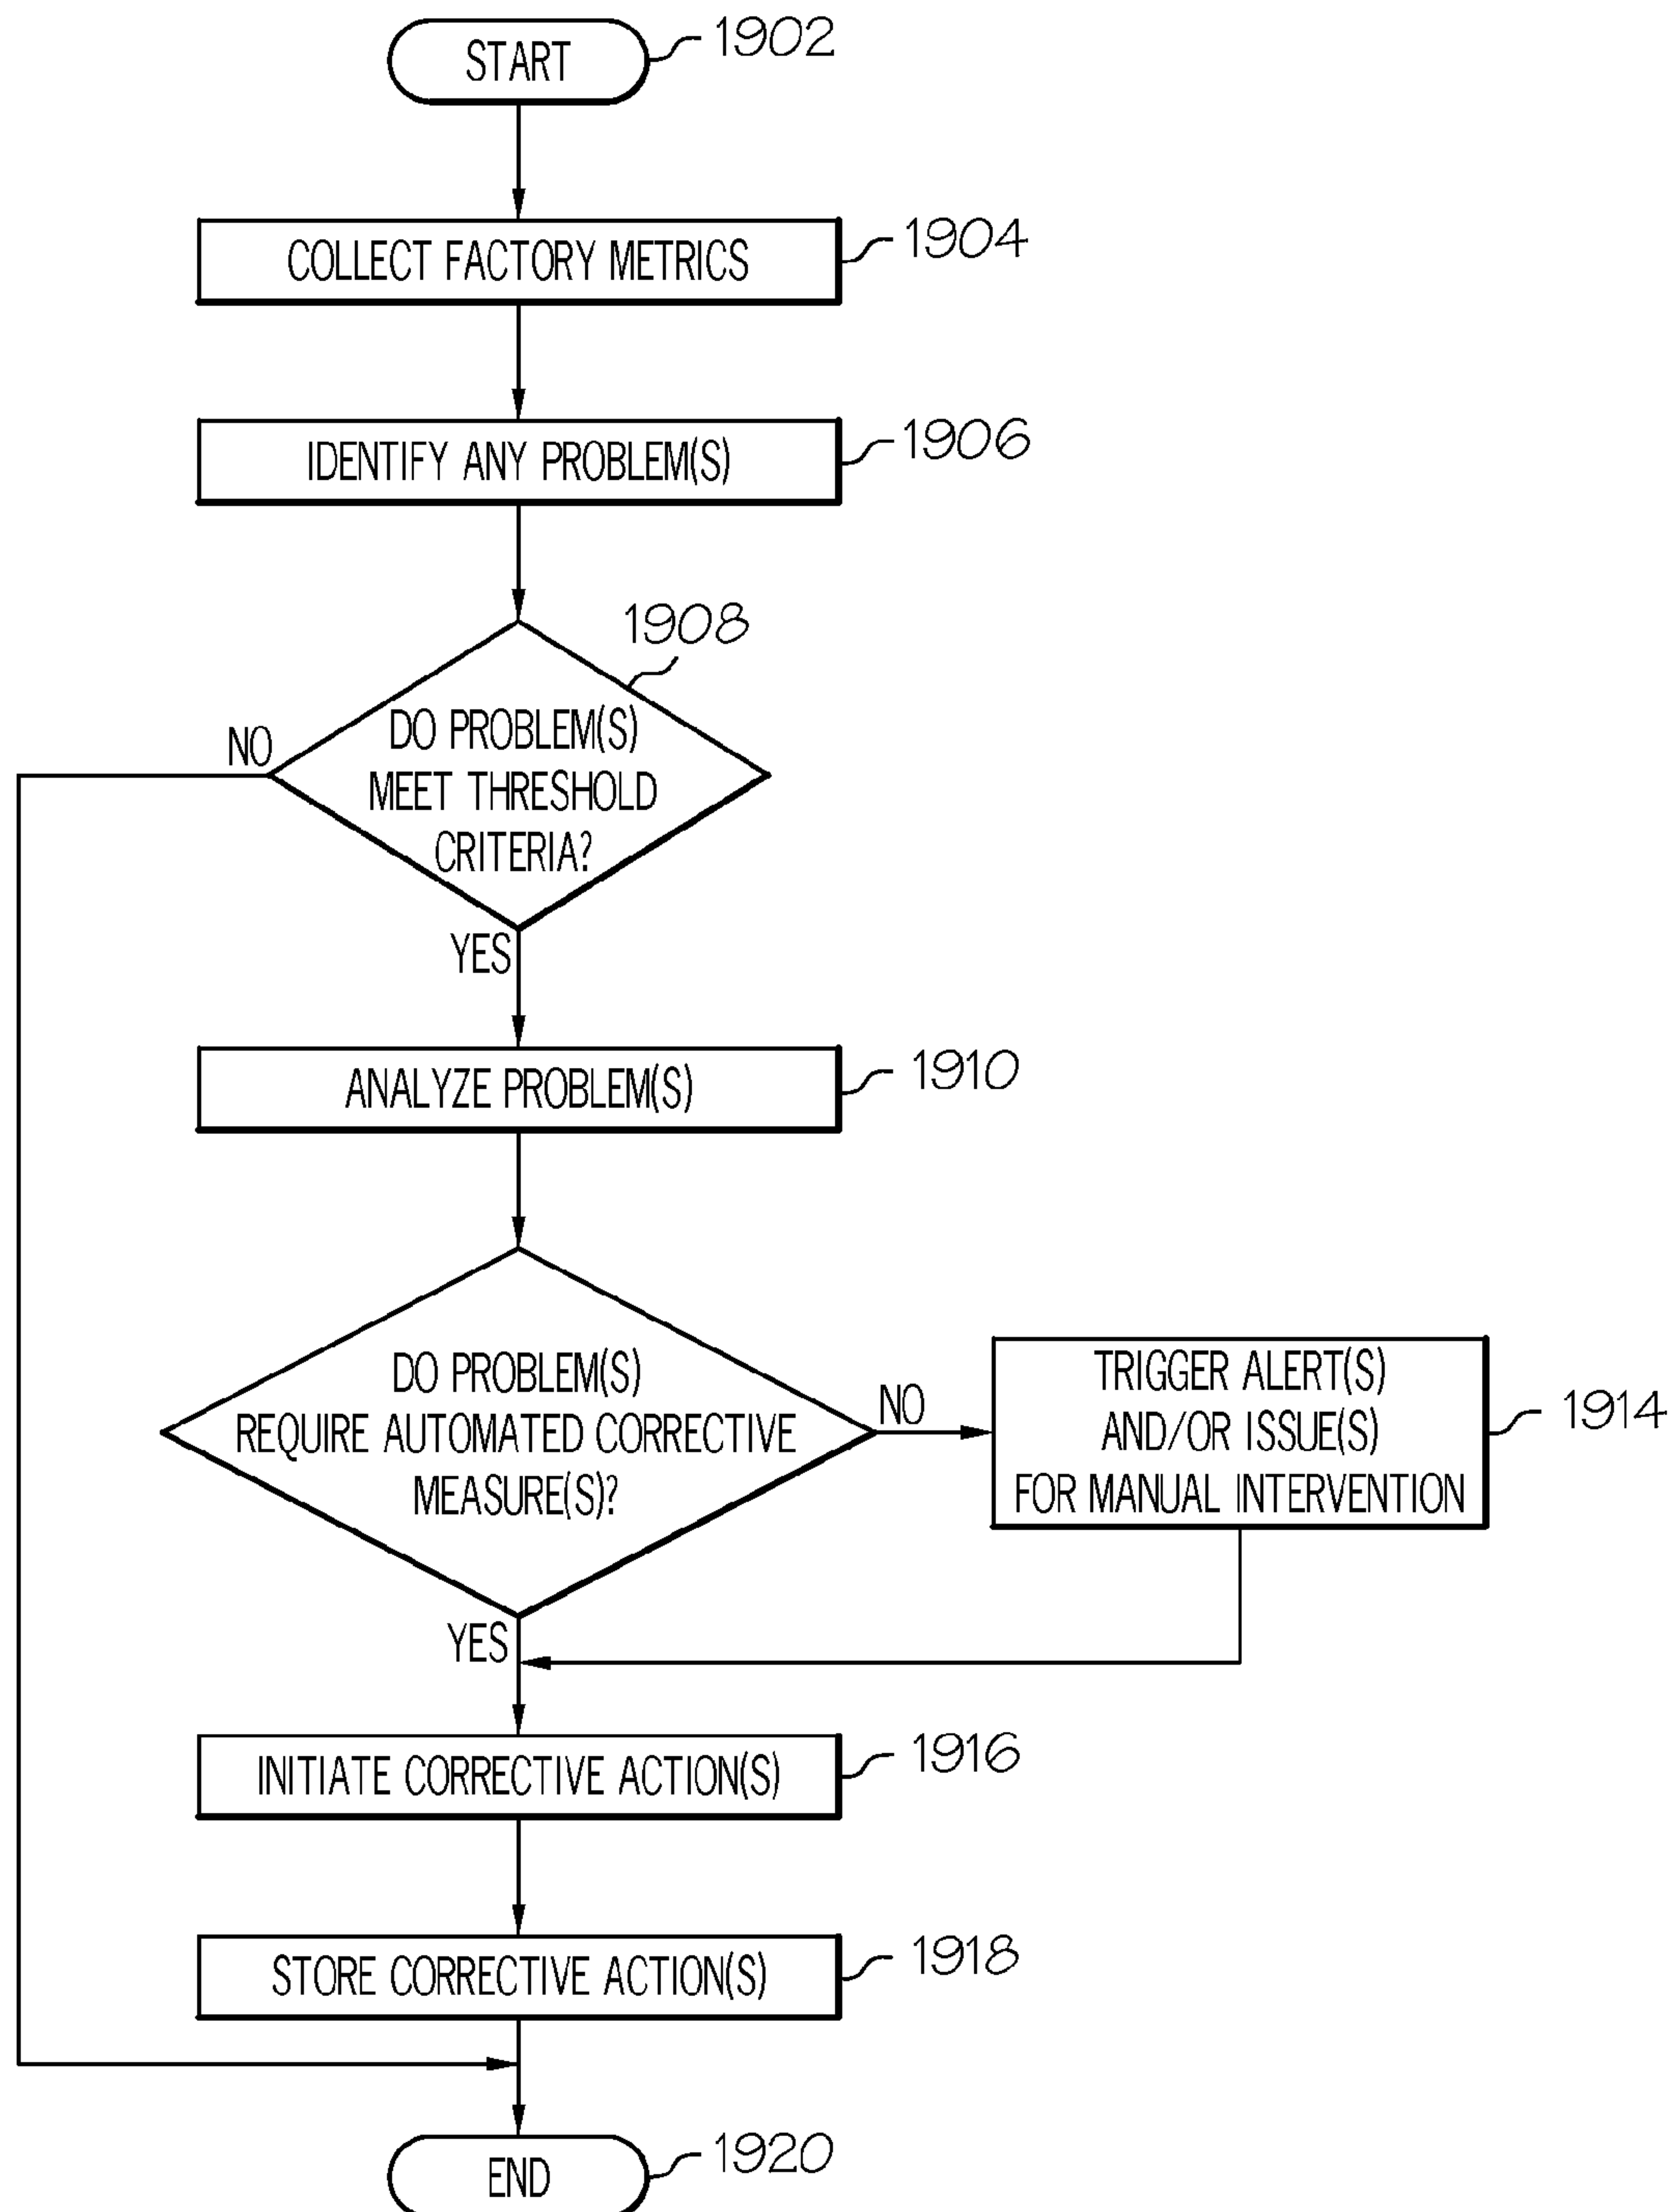 START
1902
COLLECT FACTORY METRICS
1904
IDENTIFY ANY PROBLEM(S)
1906
1908
DO PROBLEM(S)
MEET THRESHOLD
CRITERIA?
NO
YES
ANALYZE PROBLEM(S)
1910
DO PROBLEM(S)
REQUIRE AUTOMATED CORRECTIVE
MEASURE(S)?
NO
TRIGGER ALERT(S)
AND/OR ISSUE(S)
FOR MANUAL INTERVENTION
1914
YES
INITIATE CORRECTIVE ACTION(S)
1916
STORE CORRECTIVE ACTION(S)
1918
END
1920